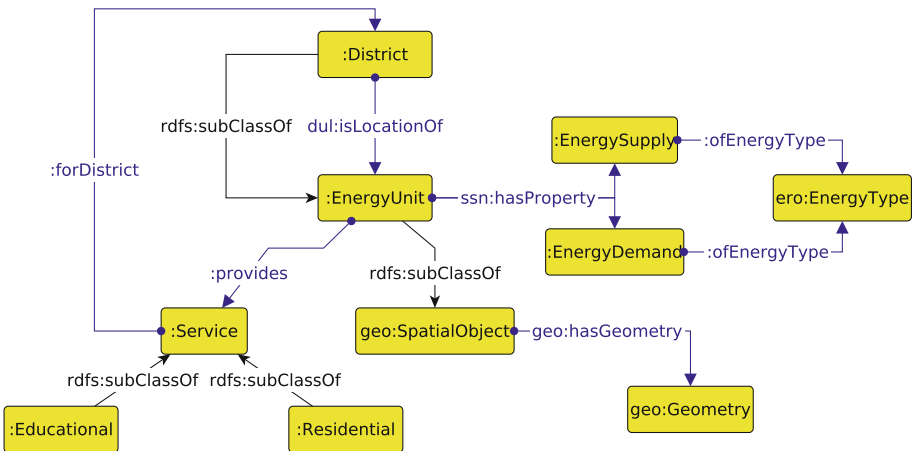 :District
rdfs:subClassOf
dul:isLocationOf
:EnergySupply
:ofEnergyType
:forDistrict
:EnergyUnit
ssn:hasProperty
ero:EnergyType
:EnergyDemand
:ofEnergyType
:provides
rdfs:subClassOf
:Service
geo:SpatialObject
geo:hasGeometry
rdfs:subClassOf
rdfs:subClassOf
geo:Geometry
:Educational
:Residential